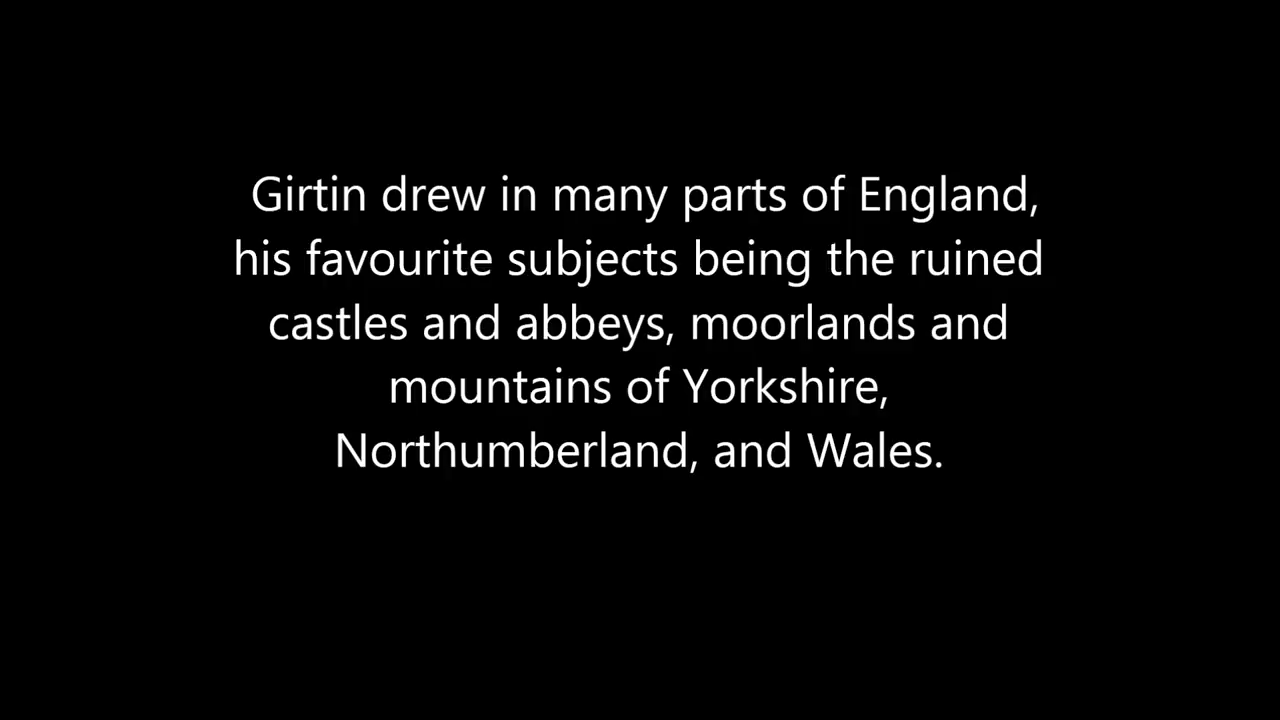 Girtin drew in many parts of England,
his favourite subjects being the ruined
castles and abbeys, moorlands and
mountains of Yorkshire,
Northumberland, and Wales.